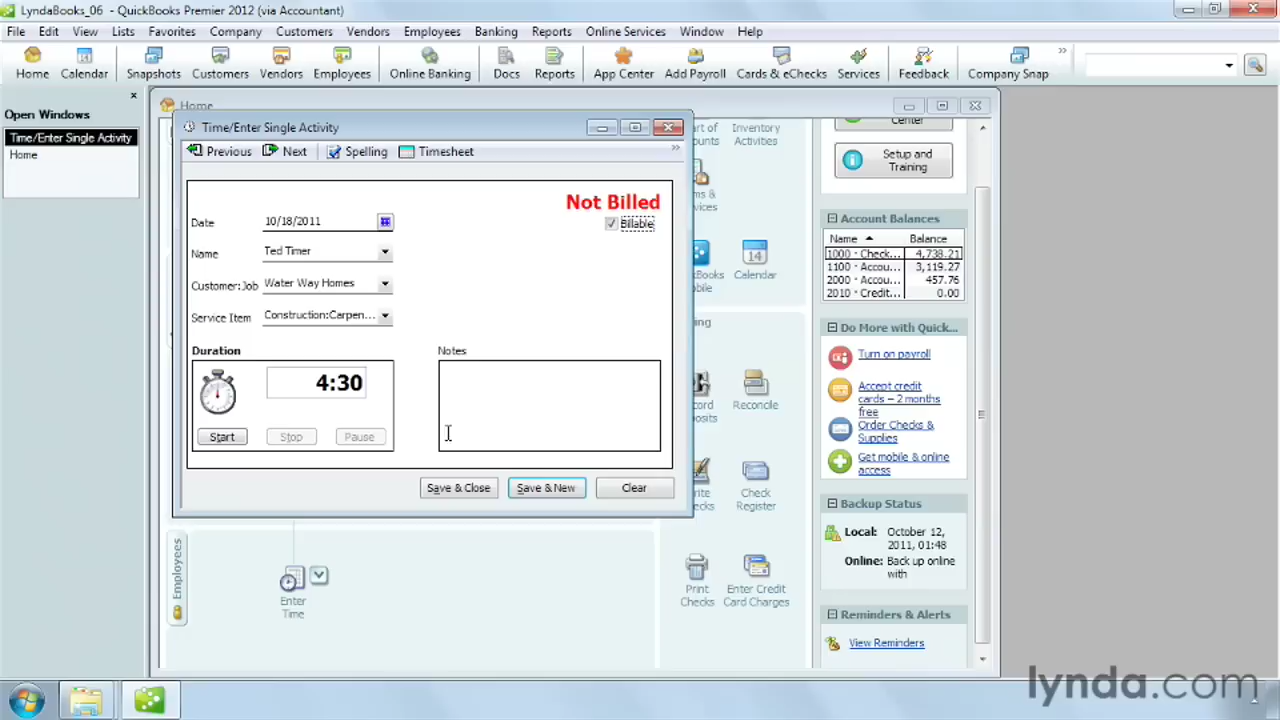 LyndaBooks_06 - QuickBooks Premier 2012 (via Accountant)
File Edit View Lists Favorites Company Customers Vendors Employees Banking Reports Online Services Window Help
Home Calendar Snapshots Customers Vendors Employees Online Banking Docs Reports App Center Add Payroll Cards & eChecks Services Feedback Company Snap
Open Windows
Time/Enter Single Activity
Home
Home
Time/Enter Single Activity
Previous Next Spelling Timesheet
Not Billed
Billable
Date 10/18/2011
Name Ted Timer
Customer:Job Water Way Homes
Service Item Construction:Carpen...
Duration
4:30
Start Stop Pause
Notes
Save & Close Save & New Clear
Inventory
Activities
14
Calendar
Reconcile
Check
Register
Print
Checks
Enter Credit
Card Charges
Employees
Enter
Time
Center
Setup and
Training
Account Balances
Name Balance
1000 · Check... 4,738.21
1100 · Accou... 3,119.27
2000 · Accou... 457.76
2010 · Credit... 0.00
Do More with Quick...
Turn on payroll
Accept credit
cards – 2 months
free
Order Checks &
Supplies
Get mobile & online
access
Backup Status
Local: October 12,
2011, 01:48
Online: Back up online
with
Reminders & Alerts
View Reminders
lynda.com